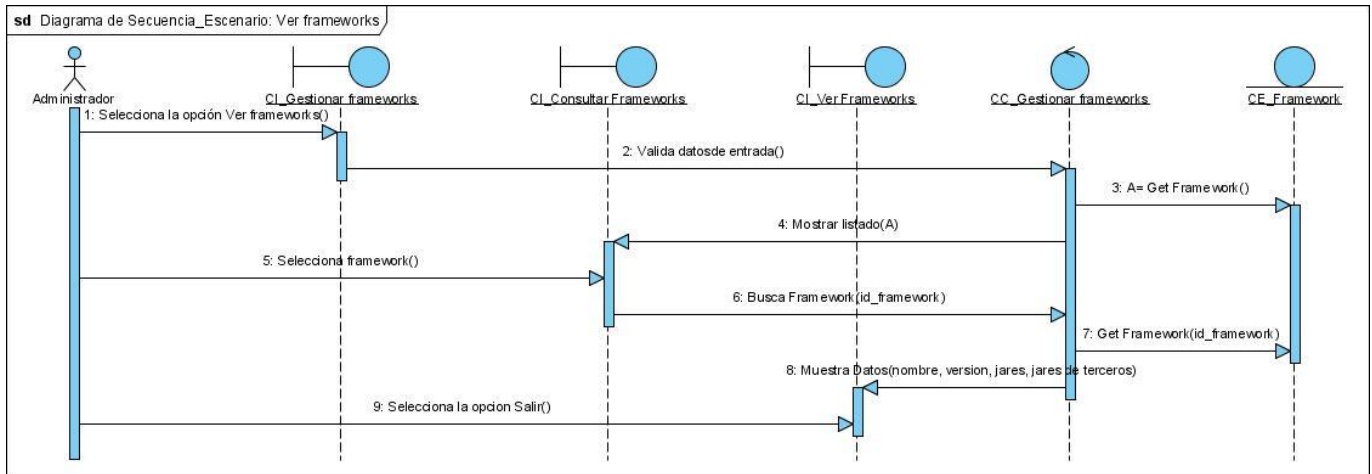 sd Diagrama de Secuencia_Escenario: Ver frameworks
Administrador
CI_Gestionar frameworks
CI_Consultar Frameworks
CI_Ver Frameworks
CC_Gestionar frameworks
CE_Framework
1: Selecciona la opción Ver frameworks()
2: Valida datosde entrada()
3: A= Get Framework()
4: Mostrar listado(A)
5: Selecciona framework()
6: Busca Framework(id_framework)
7: Get Framework(id_framework)
8: Muestra Datos(nombre, version, jares, jares de terceros)
9: Selecciona la opcion Salir()